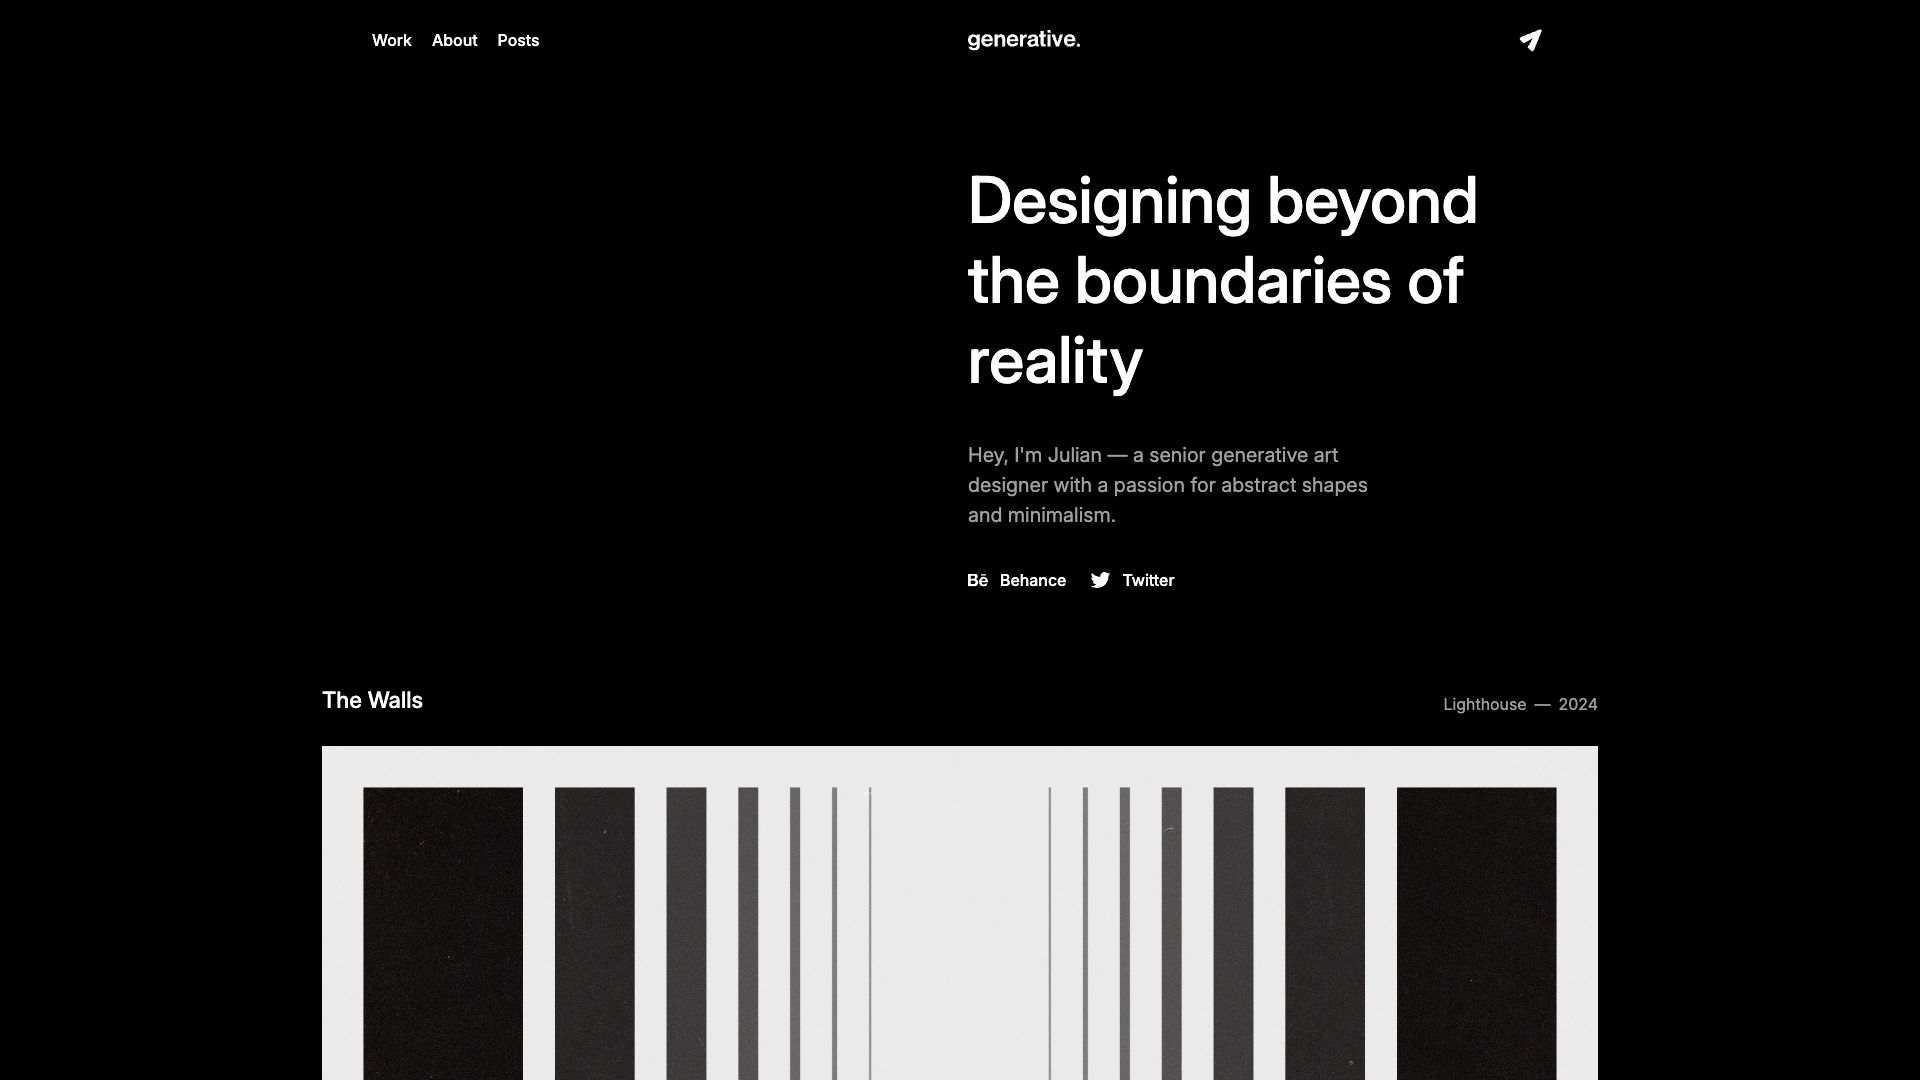 Work About Posts
generative.
Designing beyond
the boundaries of
reality
Hey, I'm Julian — a senior generative art
designer with a passion for abstract shapes
and minimalism.
Bē Behance Twitter
The Walls
Lighthouse — 2024